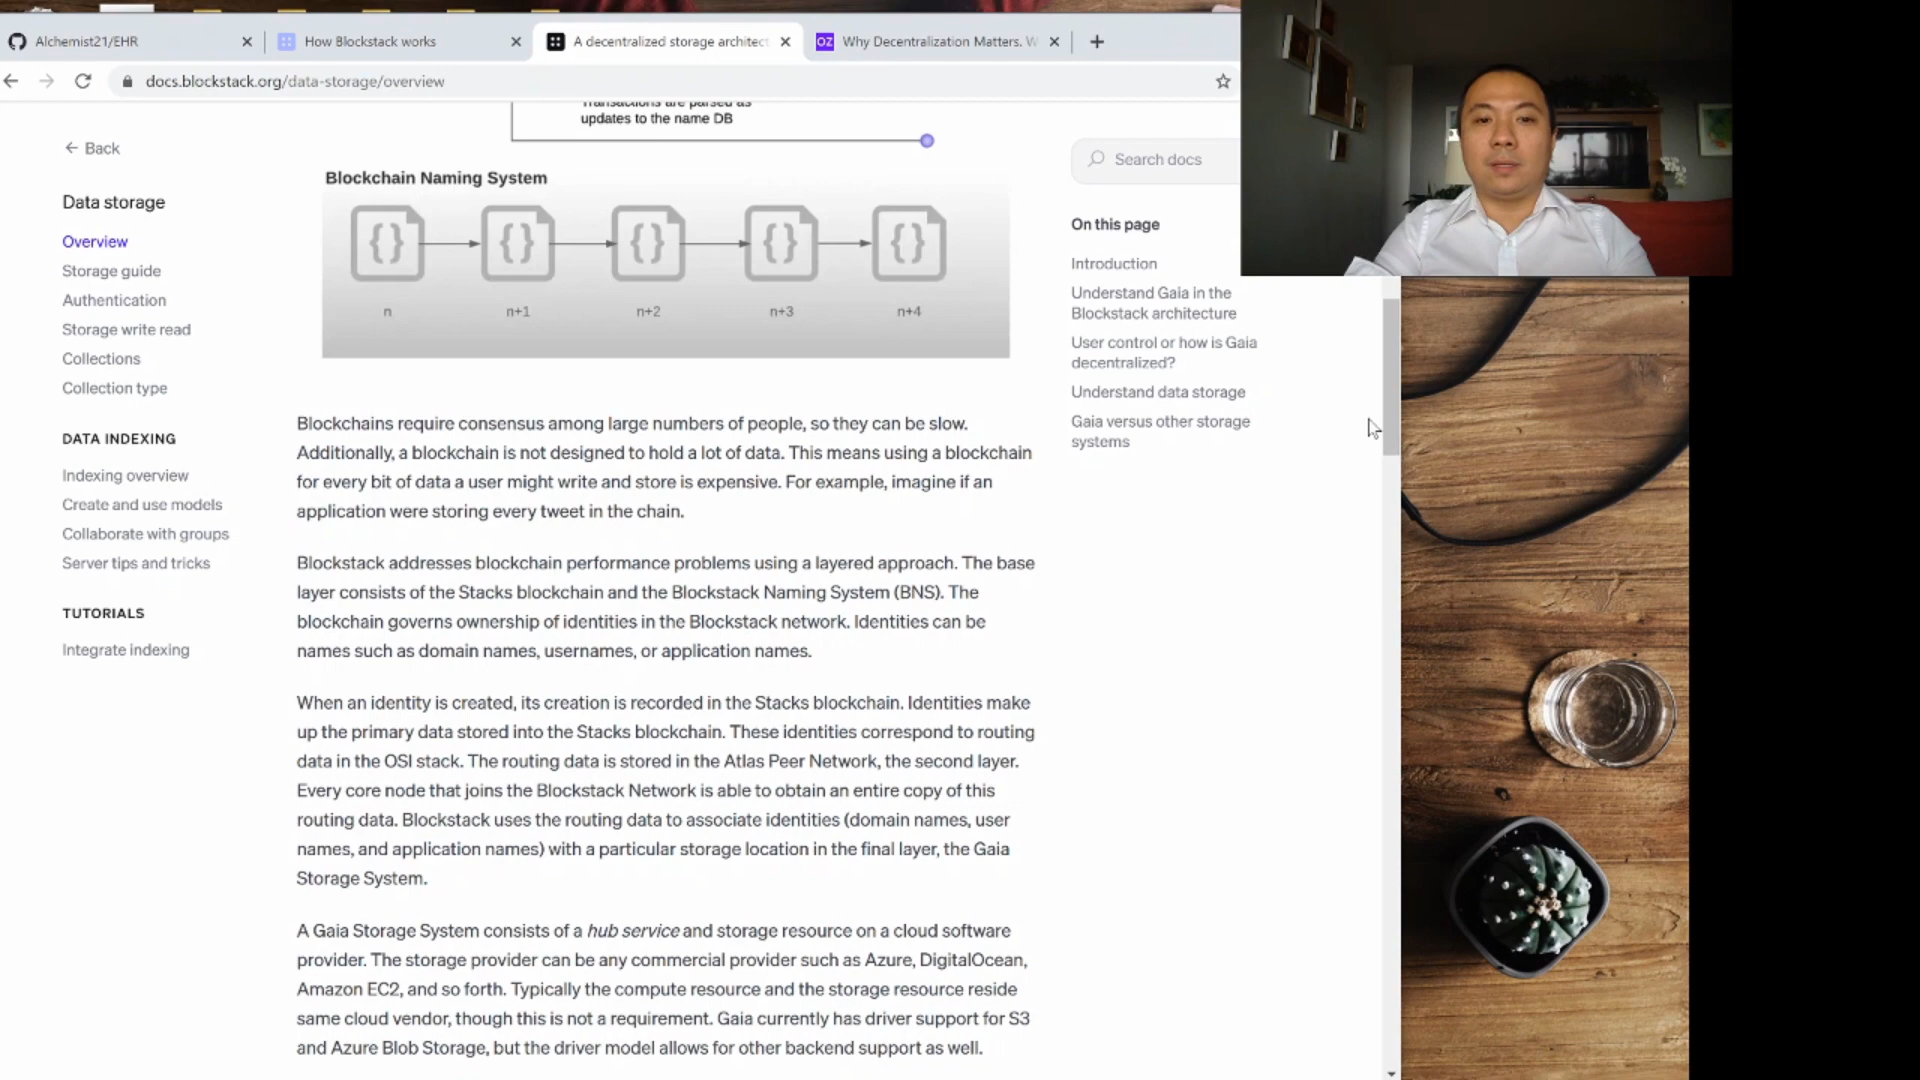 Alchemist21/EHR
How Blockstack works
A decentralized storage architect
OZ
Why Decentralization Matters. W
docs.blockstack.org/data-storage/overview
Transactions are parsed as
updates to the name DB
Back
Search docs
Blockchain Naming System
n
n+1
n+2
n+3
n+4
Data storage
Overview
Storage guide
Authentication
Storage write read
Collections
Collection type
DATA INDEXING
Indexing overview
Create and use models
Collaborate with groups
Server tips and tricks
TUTORIALS
Integrate indexing
Blockchains require consensus among large numbers of people, so they can be slow.
Additionally, a blockchain is not designed to hold a lot of data. This means using a blockchain
for every bit of data a user might write and store is expensive. For example, imagine if an
application were storing every tweet in the chain.
Blockstack addresses blockchain performance problems using a layered approach. The base
layer consists of the Stacks blockchain and the Blockstack Naming System (BNS). The
blockchain governs ownership of identities in the Blockstack network. Identities can be
names such as domain names, usernames, or application names.
When an identity is created, its creation is recorded in the Stacks blockchain. Identities make
up the primary data stored into the Stacks blockchain. These identities correspond to routing
data in the OSI stack. The routing data is stored in the Atlas Peer Network, the second layer.
Every core node that joins the Blockstack Network is able to obtain an entire copy of this
routing data. Blockstack uses the routing data to associate identities (domain names, user
names, and application names) with a particular storage location in the final layer, the Gaia
Storage System.
A Gaia Storage System consists of a hub service and storage resource on a cloud software
provider. The storage provider can be any commercial provider such as Azure, DigitalOcean,
Amazon EC2, and so forth. Typically the compute resource and the storage resource reside
same cloud vendor, though this is not a requirement. Gaia currently has driver support for S3
and Azure Blob Storage, but the driver model allows for other backend support as well.
On this page
Introduction
Understand Gaia in the
Blockstack architecture
User control or how is Gaia
decentralized?
Understand data storage
Gaia versus other storage
systems